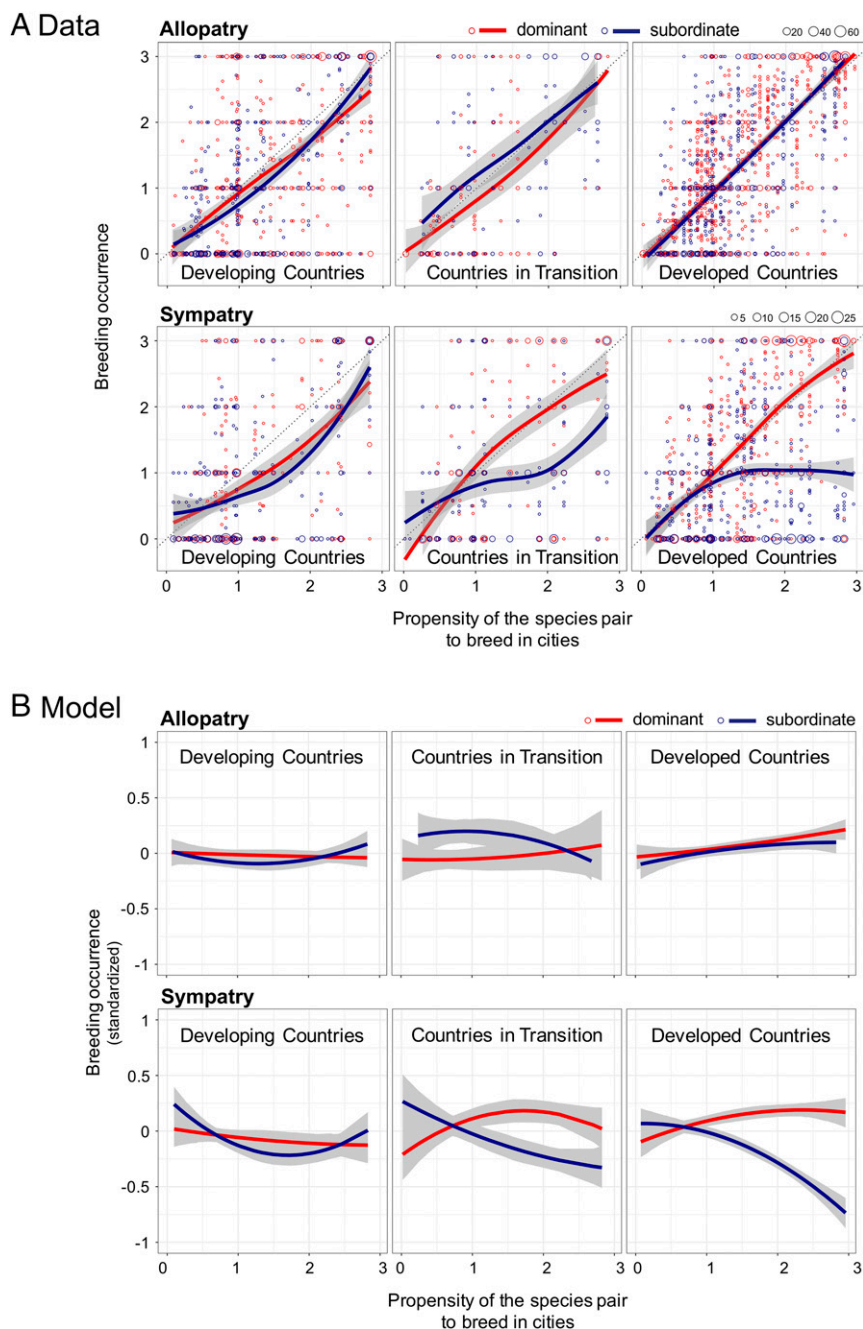 A Data
Allopatry
dominant
subordinate
20 40 60
3
2
1
0
Developing Countries
Countries in Transition
Developed Countries
Breeding occurrence
Sympatry
5 10 15 20 25
3
2
1
0
Developing Countries
Countries in Transition
Developed Countries
0 1 2 3 0 1 2 3 0 1 2 3
Propensity of the species pair
to breed in cities
B Model
Allopatry
dominant
subordinate
1
0.5
0
-0.5
-1
Developing Countries
Countries in Transition
Developed Countries
Breeding occurrence
(standardized)
Sympatry
1
0.5
0
-0.5
-1
Developing Countries
Countries in Transition
Developed Countries
0 1 2 3 0 1 2 3 0 1 2 3
Propensity of the species pair
to breed in cities